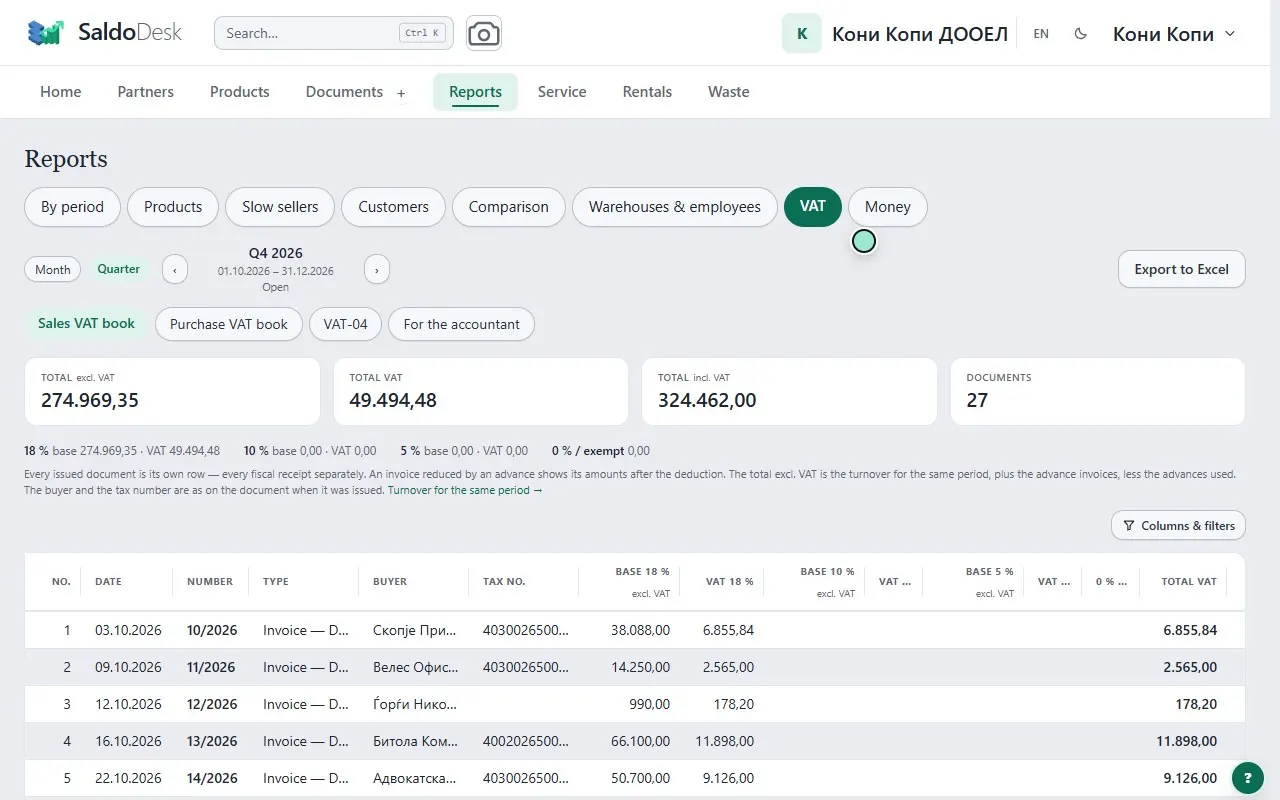 SaldoDesk
Search... Ctrl K
К Кони Копи ДООЕЛ EN Кони Копи
Home Partners Products Documents + Reports Service Rentals Waste
Reports
By period Products Slow sellers Customers Comparison Warehouses & employees VAT Money
Month Quarter ‹ Q4 2026 ›
01.10.2026 – 31.12.2026
Open
Export to Excel
Sales VAT book Purchase VAT book VAT-04 For the accountant
TOTAL excl. VAT TOTAL VAT TOTAL incl. VAT DOCUMENTS
274.969,35 49.494,48 324.462,00 27
18 % base 274.969,35 · VAT 49.494,48 10 % base 0,00 · VAT 0,00 5 % base 0,00 · VAT 0,00 0 % / exempt 0,00
Every issued document is its own row — every fiscal receipt separately. An invoice reduced by an advance shows its amounts after the deduction. The total excl. VAT is the turnover for the same period, plus the advance invoices, less the advances used.
The buyer and the tax number are as on the document when it was issued. Turnover for the same period →
Columns & filters
NO. DATE NUMBER TYPE BUYER TAX NO. BASE 18 % excl. VAT VAT 18 % BASE 10 % excl. VAT VAT ... BASE 5 % excl. VAT VAT ... 0 % ... TOTAL VAT
1 03.10.2026 10/2026 Invoice — D... Скопје При... 4030026500... 38.088,00 6.855,84 6.855,84
2 09.10.2026 11/2026 Invoice — D... Велес Офис... 4030026500... 14.250,00 2.565,00 2.565,00
3 12.10.2026 12/2026 Invoice — D... Ѓорѓи Нико... 990,00 178,20 178,20
4 16.10.2026 13/2026 Invoice — D... Битола Ком... 4002026500... 66.100,00 11.898,00 11.898,00
5 22.10.2026 14/2026 Invoice — D... Адвокатска... 4030026500... 50.700,00 9.126,00 9.126,00
?